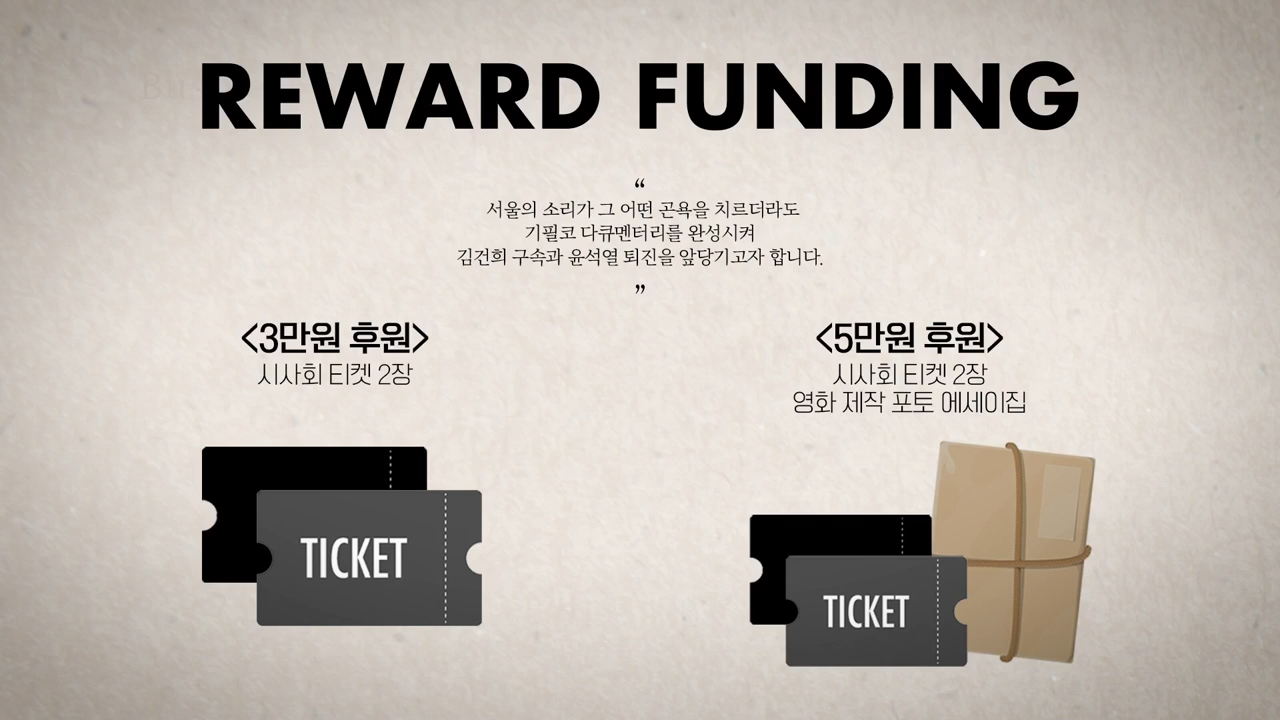 REWARD FUNDING
“
서울의 소리가 그 어떤 곤욕을 치르더라도
기필코 다큐멘터리를 완성시켜
김건희 구속과 윤석열 퇴진을 앞당기고자 합니다.
”
<3만원 후원>
시사회 티켓 2장
<5만원 후원>
시사회 티켓 2장
영화 제작 포토 에세이집
TICKET
TICKET